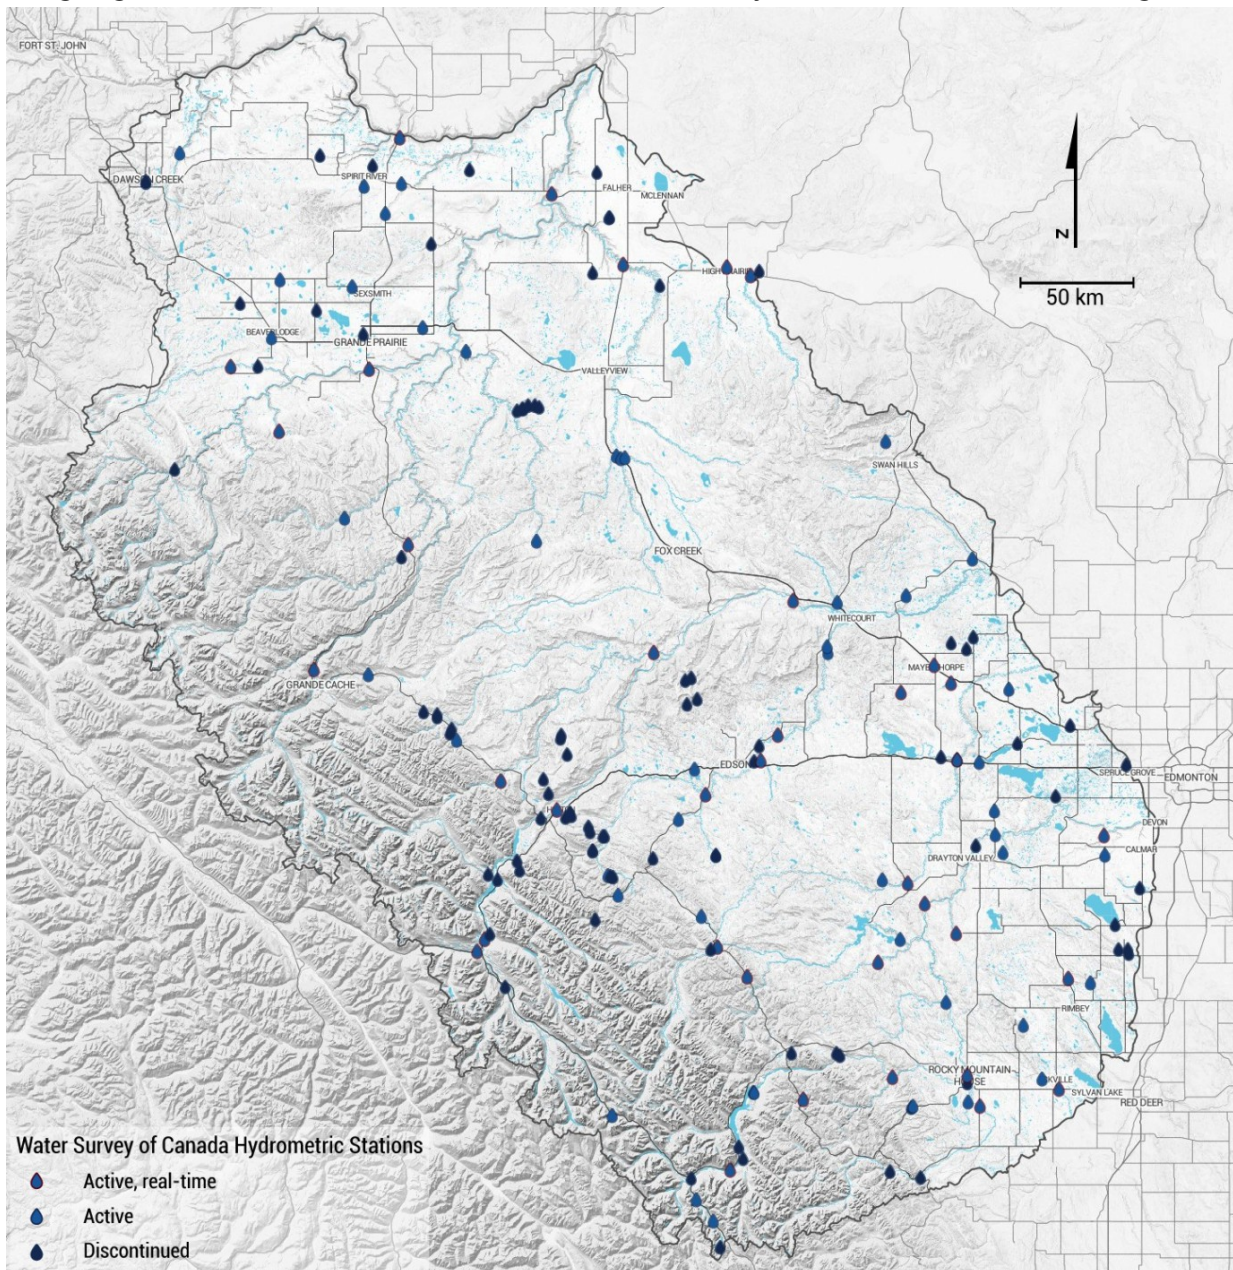 FORT ST. JOHN
DAWSON CREEK
SPIRIT RIVER
FALHER
MCLENNAN
N
HIGH PRAIRIE
50 km
SEXSMITH
BEAVERLODGE
GRANDE PRAIRIE
VALLEYVIEW
SWAN HILLS
FOX CREEK
WHITECOURT
MAYERTHORPE
GRANDE CACHE
EDSON
SPRUCE GROVE
EDMONTON
DEVON
CALMAR
DRAYTON VALLEY
RIMBEY
ROCKY MOUNTAIN
HOUSE
SYLVAN LAKE
RED DEER
Water Survey of Canada Hydrometric Stations
Active, real-time
Active
Discontinued